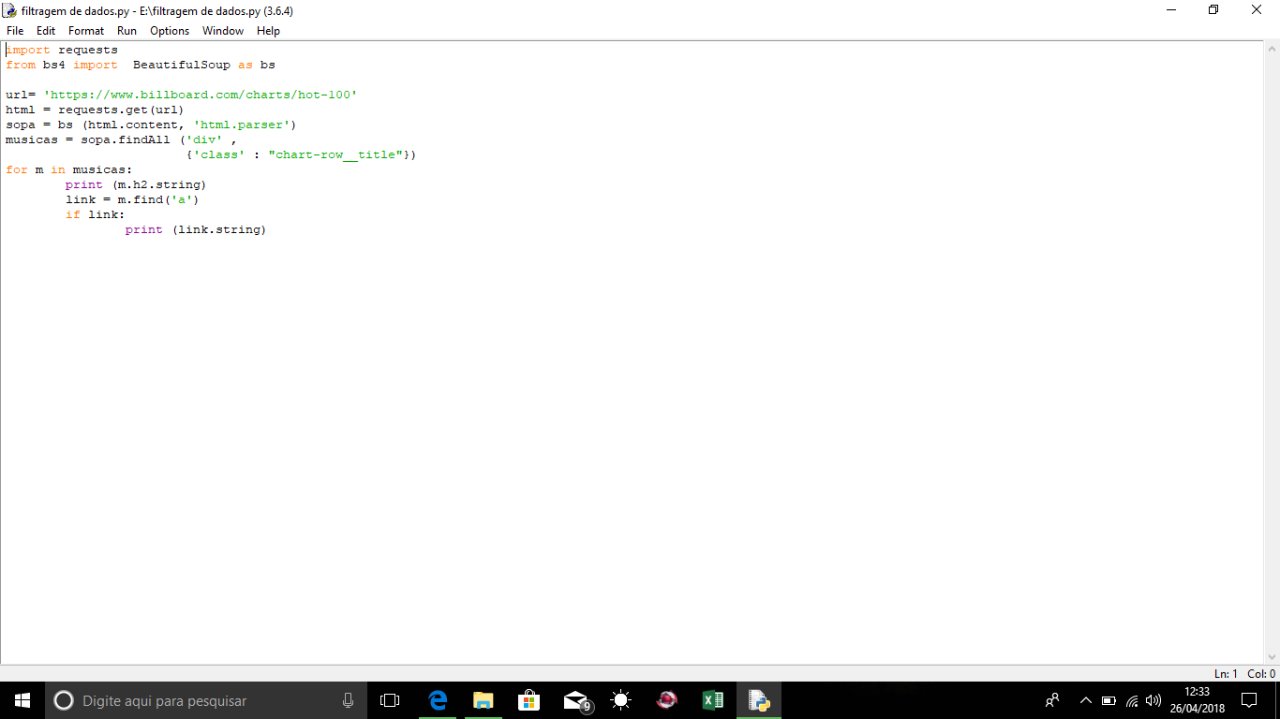 filtragem de dados.py - E:\filtragem de dados.py (3.6.4)
File Edit Format Run Options Window Help
import requests
from bs4 import  BeautifulSoup as bs

url= 'https://www.billboard.com/charts/hot-100'
html = requests.get(url)
sopa = bs (html.content, 'html.parser')
musicas = sopa.findAll ('div' ,
                        {'class' : "chart-row__title"})
for m in musicas:
        print (m.h2.string)
        link = m.find('a')
        if link:
                print (link.string)
Ln: 1 Col: 0
Digite aqui para pesquisar
9
12:33
26/04/2018